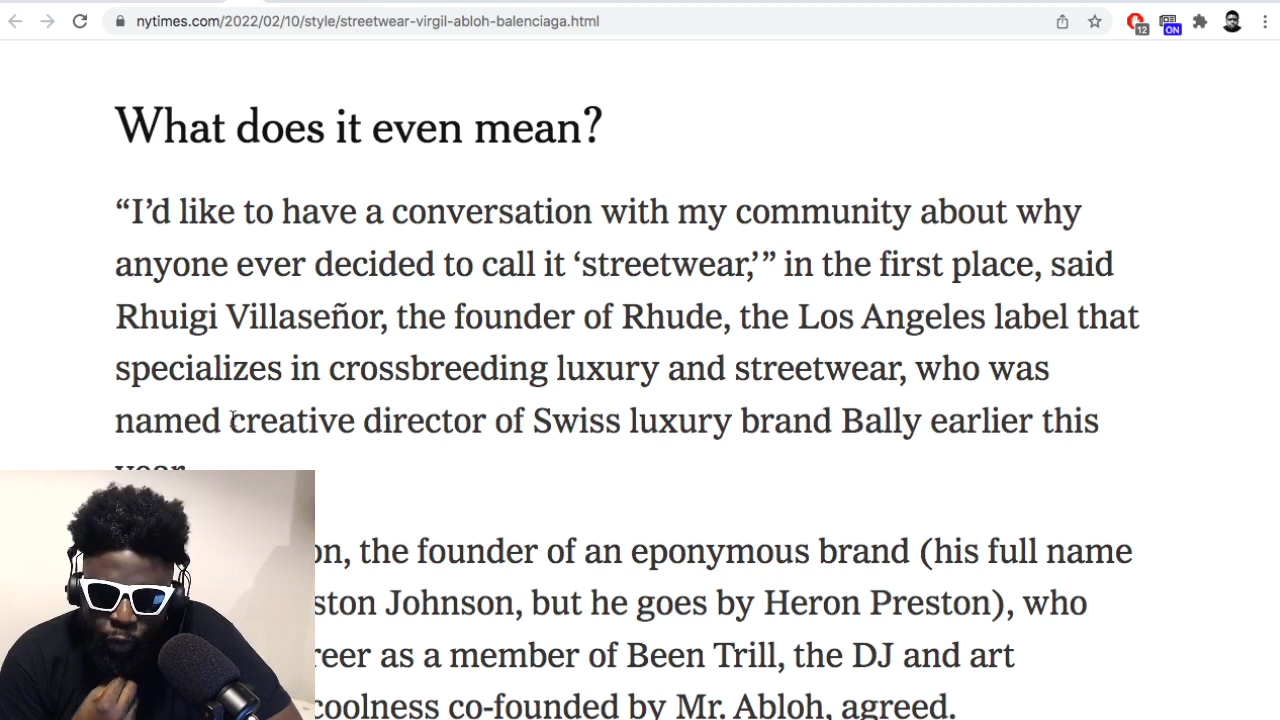 nytimes.com/2022/02/10/style/streetwear-virgil-abloh-balenciaga.html
12
ON
What does it even mean?
“I’d like to have a conversation with my community about why
anyone ever decided to call it ‘streetwear,’” in the first place, said
Rhuigi Villaseñor, the founder of Rhude, the Los Angeles label that
specializes in crossbreeding luxury and streetwear, who was
named creative director of Swiss luxury brand Bally earlier this
year.
on, the founder of an eponymous brand (his full name
ston Johnson, but he goes by Heron Preston), who
reer as a member of Been Trill, the DJ and art
coolness co-founded by Mr. Abloh, agreed.